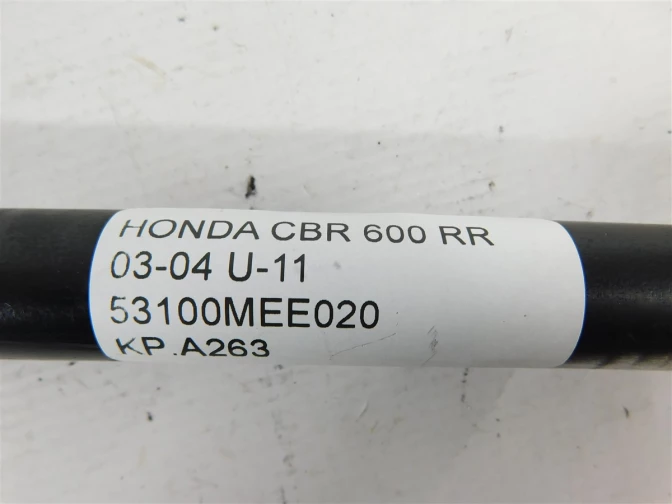 HONDA CBR 600 RR
03-04 U-11
53100MEE020
KP.A263